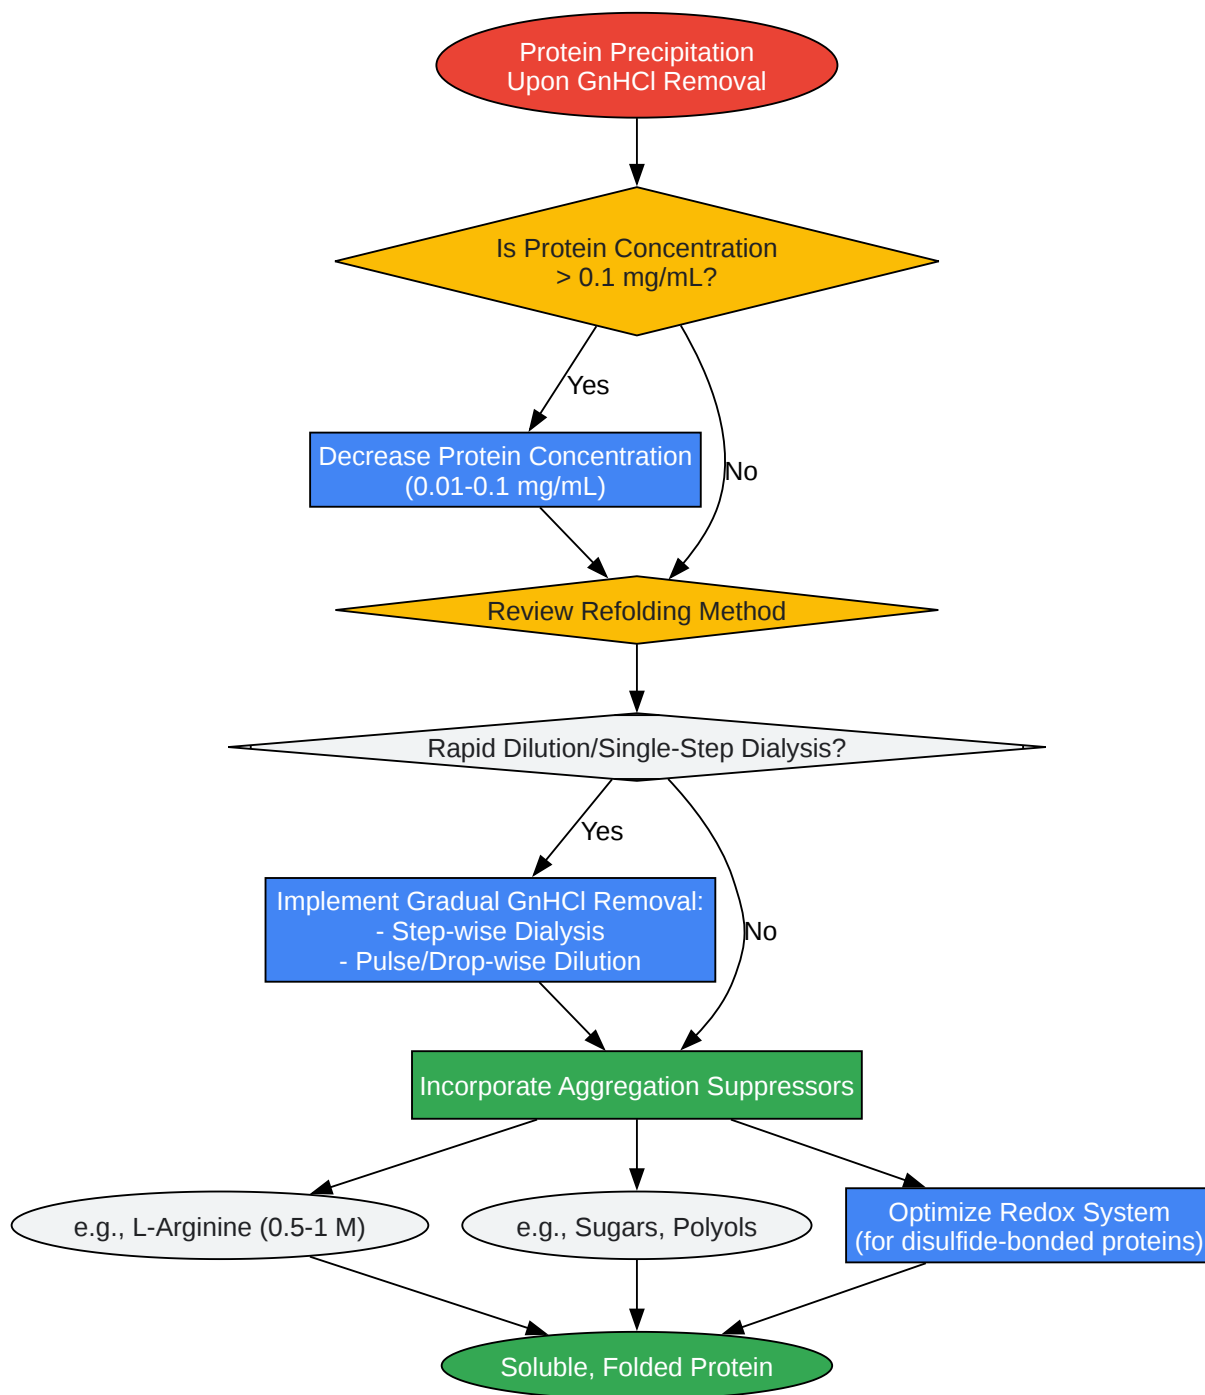 Protein Precipitation
Upon GnHCl Removal
Is Protein Concentration
> 0.1 mg/mL?
Yes
Decrease Protein Concentration
(0.01-0.1 mg/mL)
No
Review Refolding Method
Rapid Dilution/Single-Step Dialysis?
Yes
Implement Gradual GnHCl Removal:
- Step-wise Dialysis
- Pulse/Drop-wise Dilution
No
Incorporate Aggregation Suppressors
e.g., L-Arginine (0.5-1 M)
e.g., Sugars, Polyols
Optimize Redox System
(for disulfide-bonded proteins)
Soluble, Folded Protein